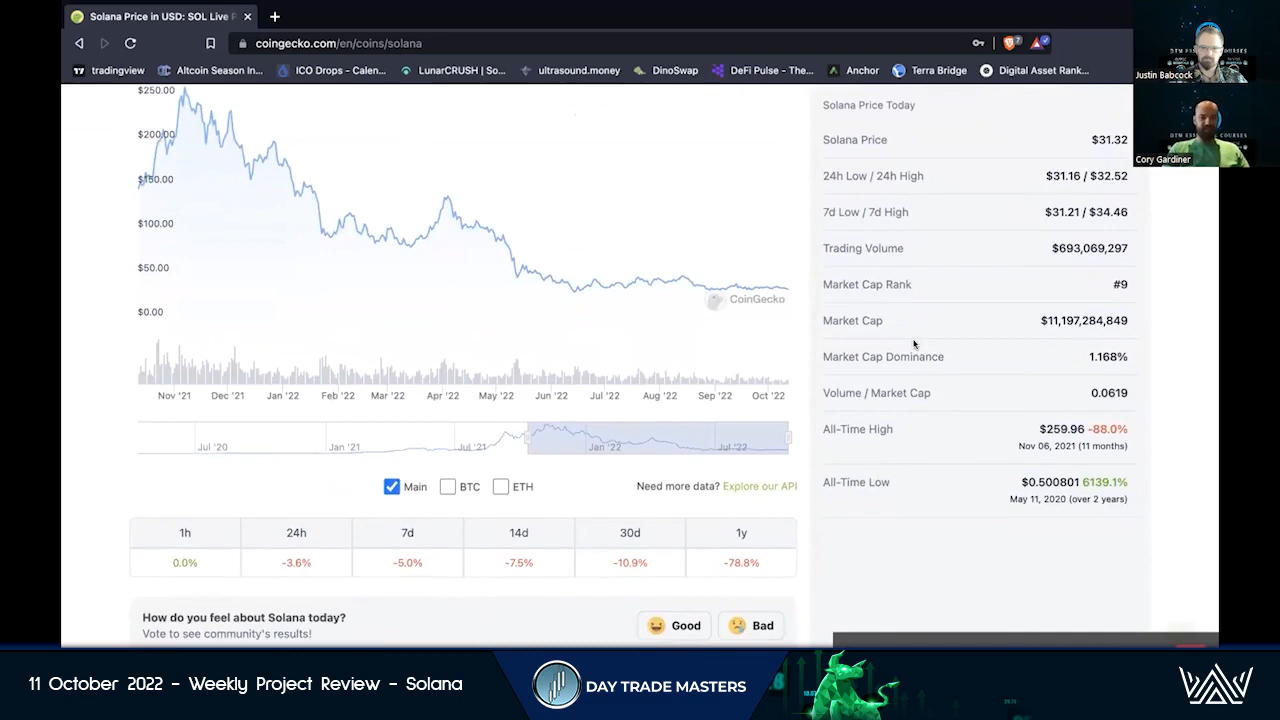 Solana Price in USD: SOL Live P
coingecko.com/en/coins/solana
7
tradingview
Altcoin Season In...
ICO Drops - Calen...
LunarCRUSH | So...
ultrasound.money
DinoSwap
DeFi Pulse - The...
Anchor
Terra Bridge
Digital Asset Rank...
Justin Babcock
Cory Gardiner
$250.00
$200.00
$150.00
$100.00
$50.00
$0.00
CoinGecko
Nov '21
Dec '21
Jan '22
Feb '22
Mar '22
Apr '22
May '22
Jun '22
Jul '22
Aug '22
Sep '22
Oct '22
Jul '20
Jan '21
Jul '21
Jan '22
Jul '22
Main
BTC
ETH
Need more data? Explore our API
1h 24h 7d 14d 30d 1y
0.0% -3.6% -5.0% -7.5% -10.9% -78.8%
How do you feel about Solana today?
Vote to see community's results!
Good
Bad
Solana Price Today
Solana Price $31.32
24h Low / 24h High $31.16 / $32.52
7d Low / 7d High $31.21 / $34.46
Trading Volume $693,069,297
Market Cap Rank #9
Market Cap $11,197,284,849
Market Cap Dominance 1.168%
Volume / Market Cap 0.0619
All-Time High $259.96 -88.0%
Nov 06, 2021 (11 months)
All-Time Low $0.500801 6139.1%
May 11, 2020 (over 2 years)
11 October 2022 - Weekly Project Review - Solana
DAY TRADE MASTERS